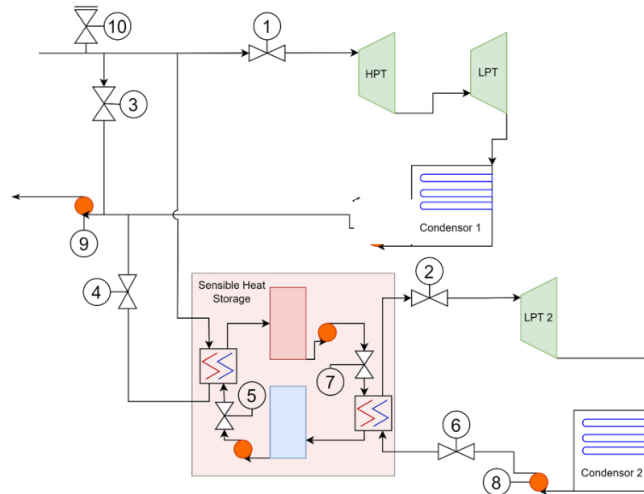 10
1
HPT
LPT
3
Condensor 1
9
4
Sensible Heat
Storage
2
LPT 2
7
5
6
8
Condensor 2